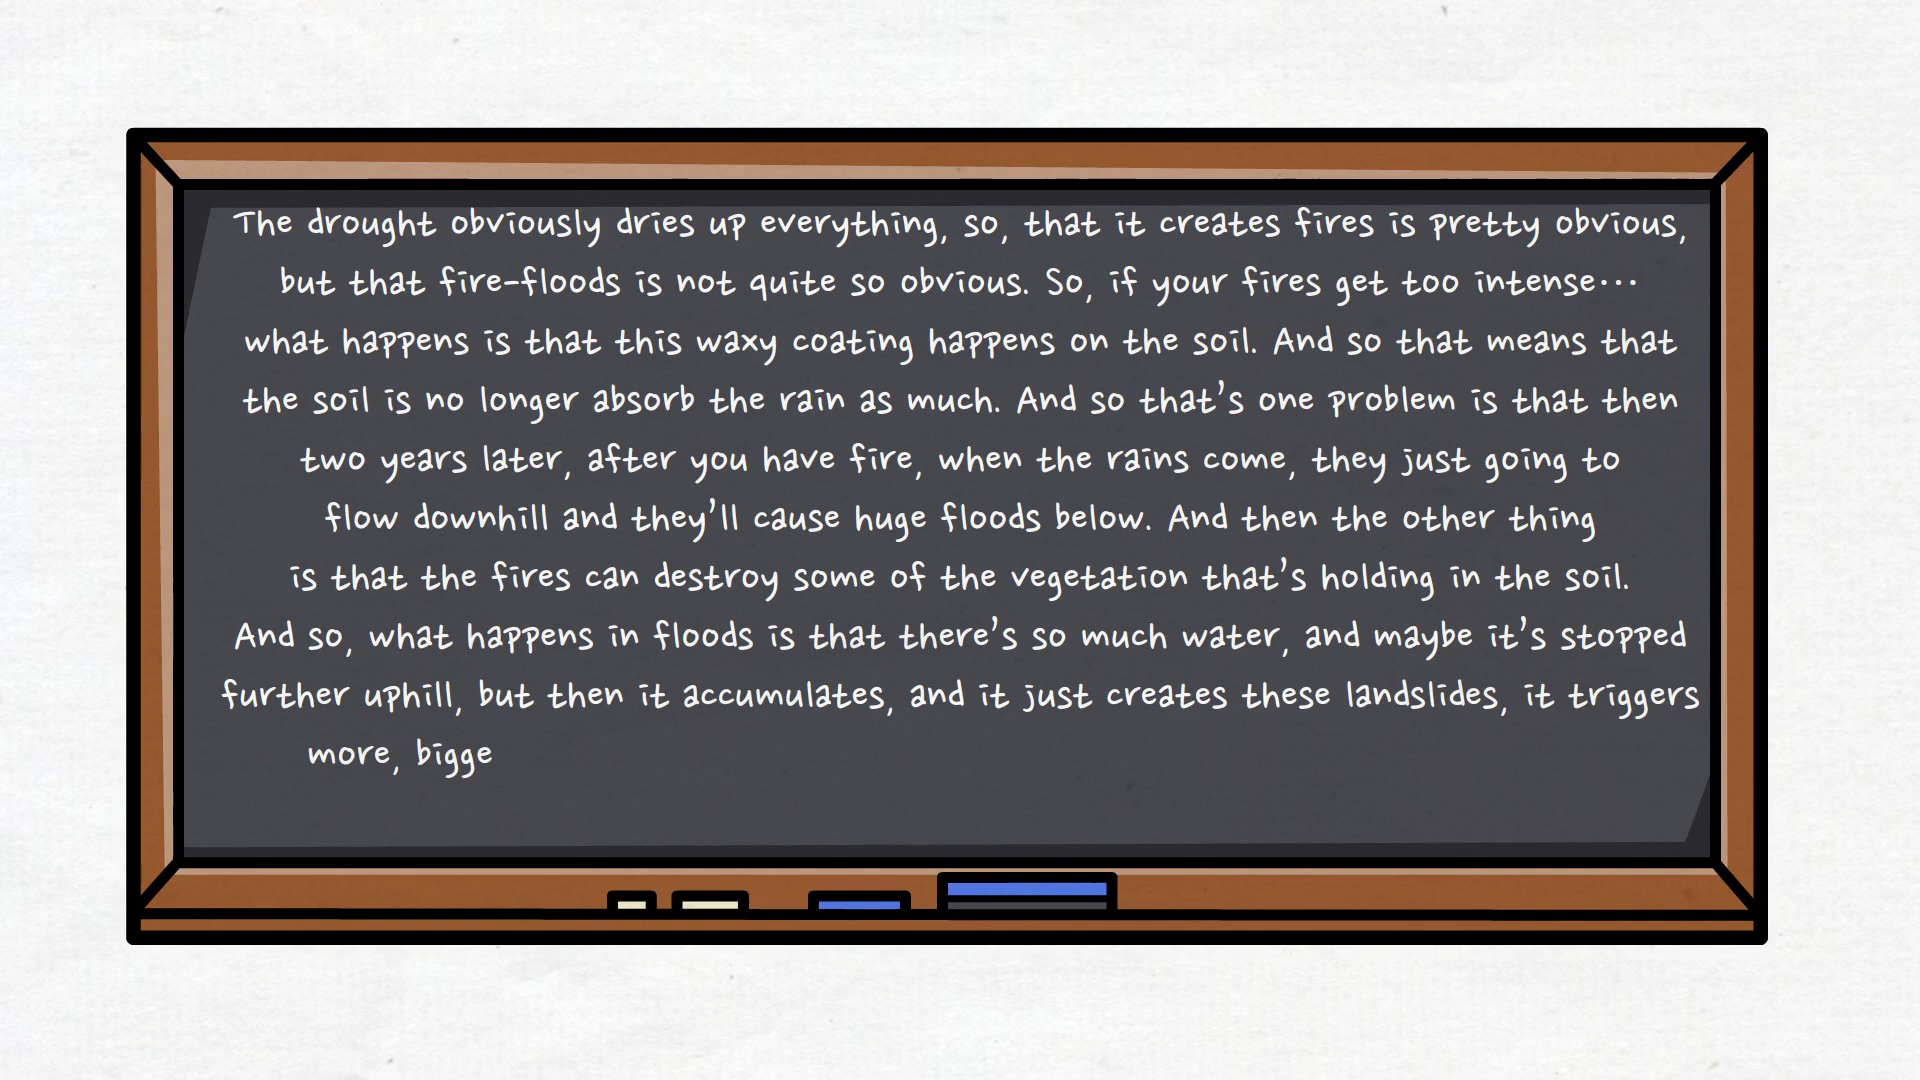 The drought obviously dries up everything, so, that it creates fires is pretty obvious,
but that fire-floods is not quite so obvious. So, if your fires get too intense...
what happens is that this waxy coating happens on the soil. And so that means that
the soil is no longer absorb the rain as much. And so that's one problem is that then
two years later, after you have fire, when the rains come, they just going to
flow downhill and they'll cause huge floods below. And then the other thing
is that the fires can destroy some of the vegetation that's holding in the soil.
And so, what happens in floods is that there's so much water, and maybe it's stopped
further uphill, but then it accumulates, and it just creates these landslides, it triggers
more, bigge